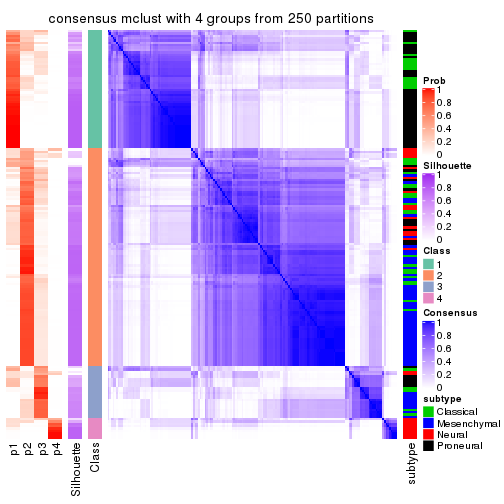 consensus mclust with 4 groups from 250 partitions
Prob
1
0.8
0.6
0.4
0.2
0
Silhouette
1
0.8
0.6
0.4
0.2
0
Class
1
2
3
4
Consensus
1
0.8
0.6
0.4
0.2
0
subtype
Classical
Mesenchymal
Neural
Proneural
p1
p2
p3
p4
Silhouette
Class
subtype